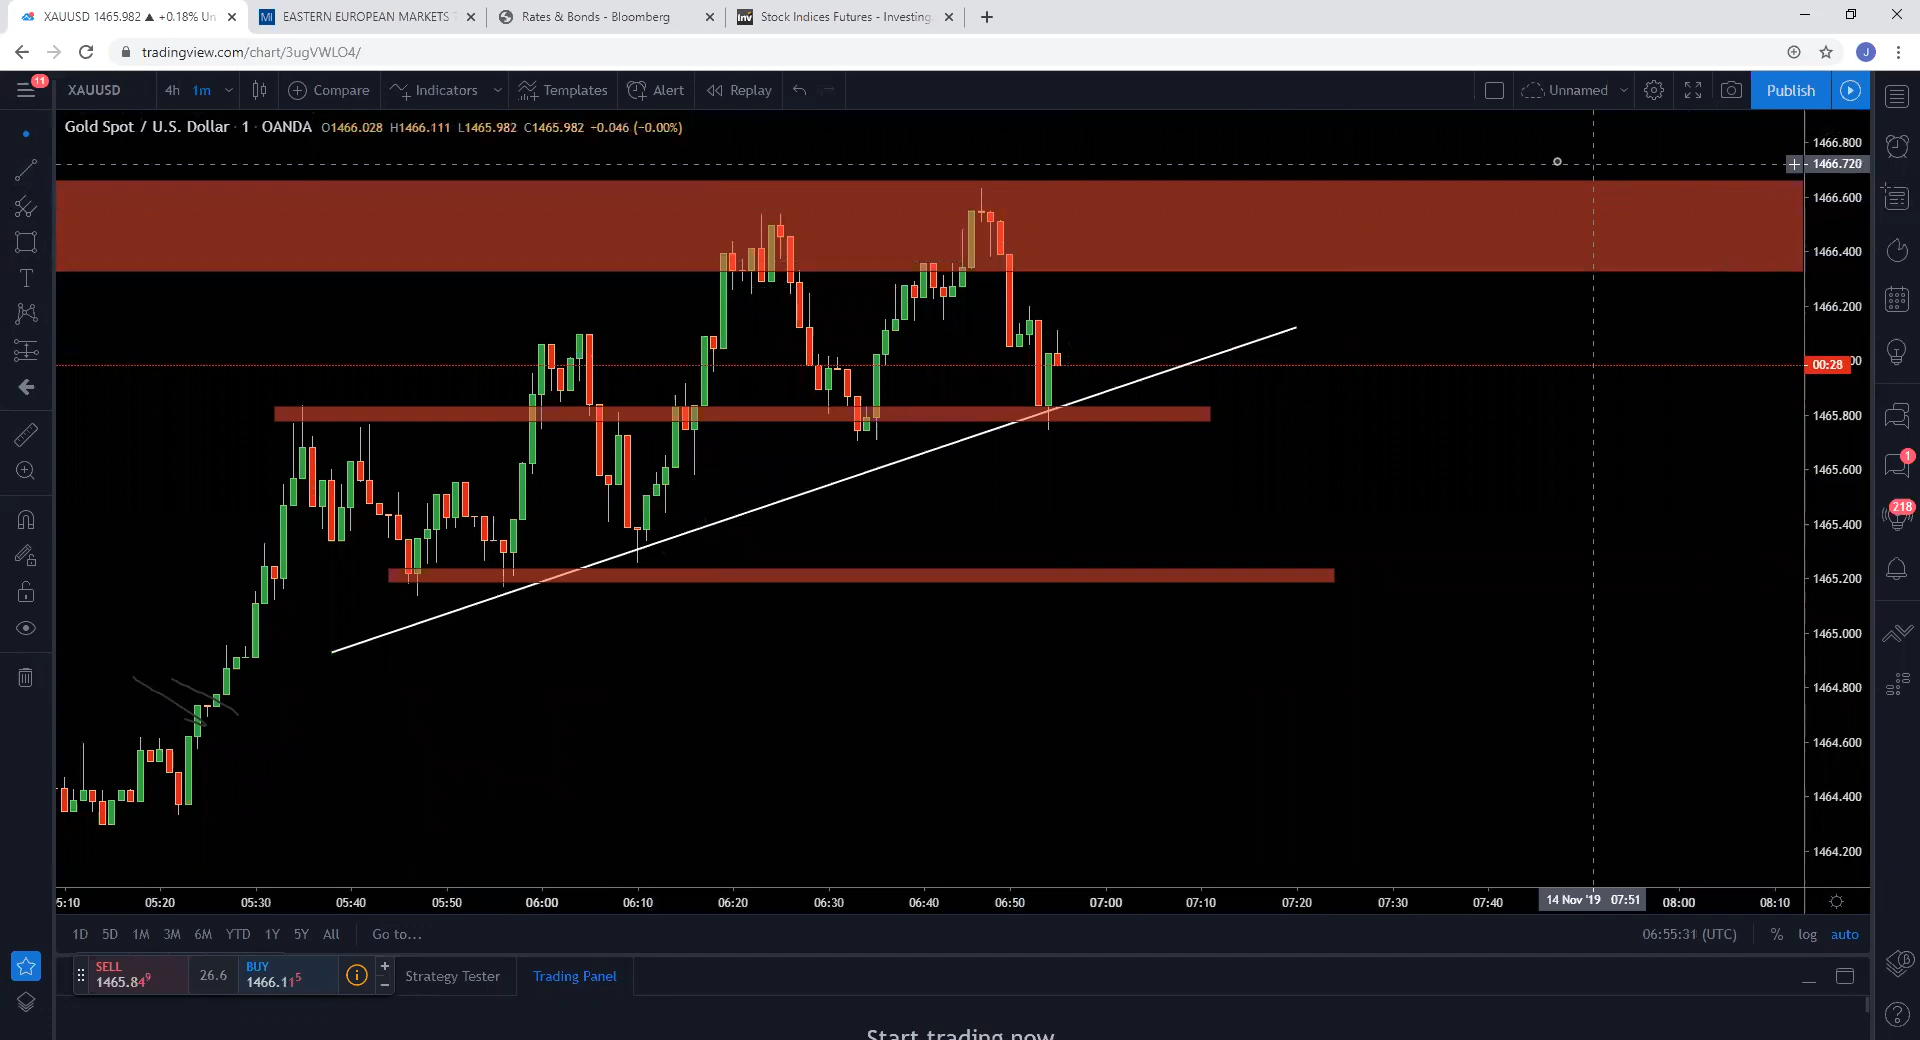 XAUUSD 1465.982 ▲ +0.18% Un
EASTERN EUROPEAN MARKETS
Rates & Bonds - Bloomberg
Stock Indices Futures - Investing
tradingview.com/chart/3ugVWLO4/
J
11
XAUUSD 4h 1m Compare Indicators Templates Alert Replay Unnamed Publish
Gold Spot / U.S. Dollar · 1 · OANDA O1466.028 H1466.111 L1465.982 C1465.982 +0.046 (−0.00%)
1466.800
1466.720
1466.600
1466.400
1466.200
00:28
1465.800
1465.600
1465.400
1465.200
1465.000
1464.800
1464.600
1464.400
1464.200
1
218
5:10 05:20 05:30 05:40 05:50 06:00 06:10 06:20 06:30 06:40 06:50 07:00 07:10 07:20 07:30 07:40 14 Nov '19 07:51 08:00 08:10
1D 5D 1M 3M 6M YTD 1Y 5Y All Go to... 06:55:31 (UTC) % log auto
SELL
1465.849
26.6
BUY
1466.115
Strategy Tester Trading Panel
Start trading now